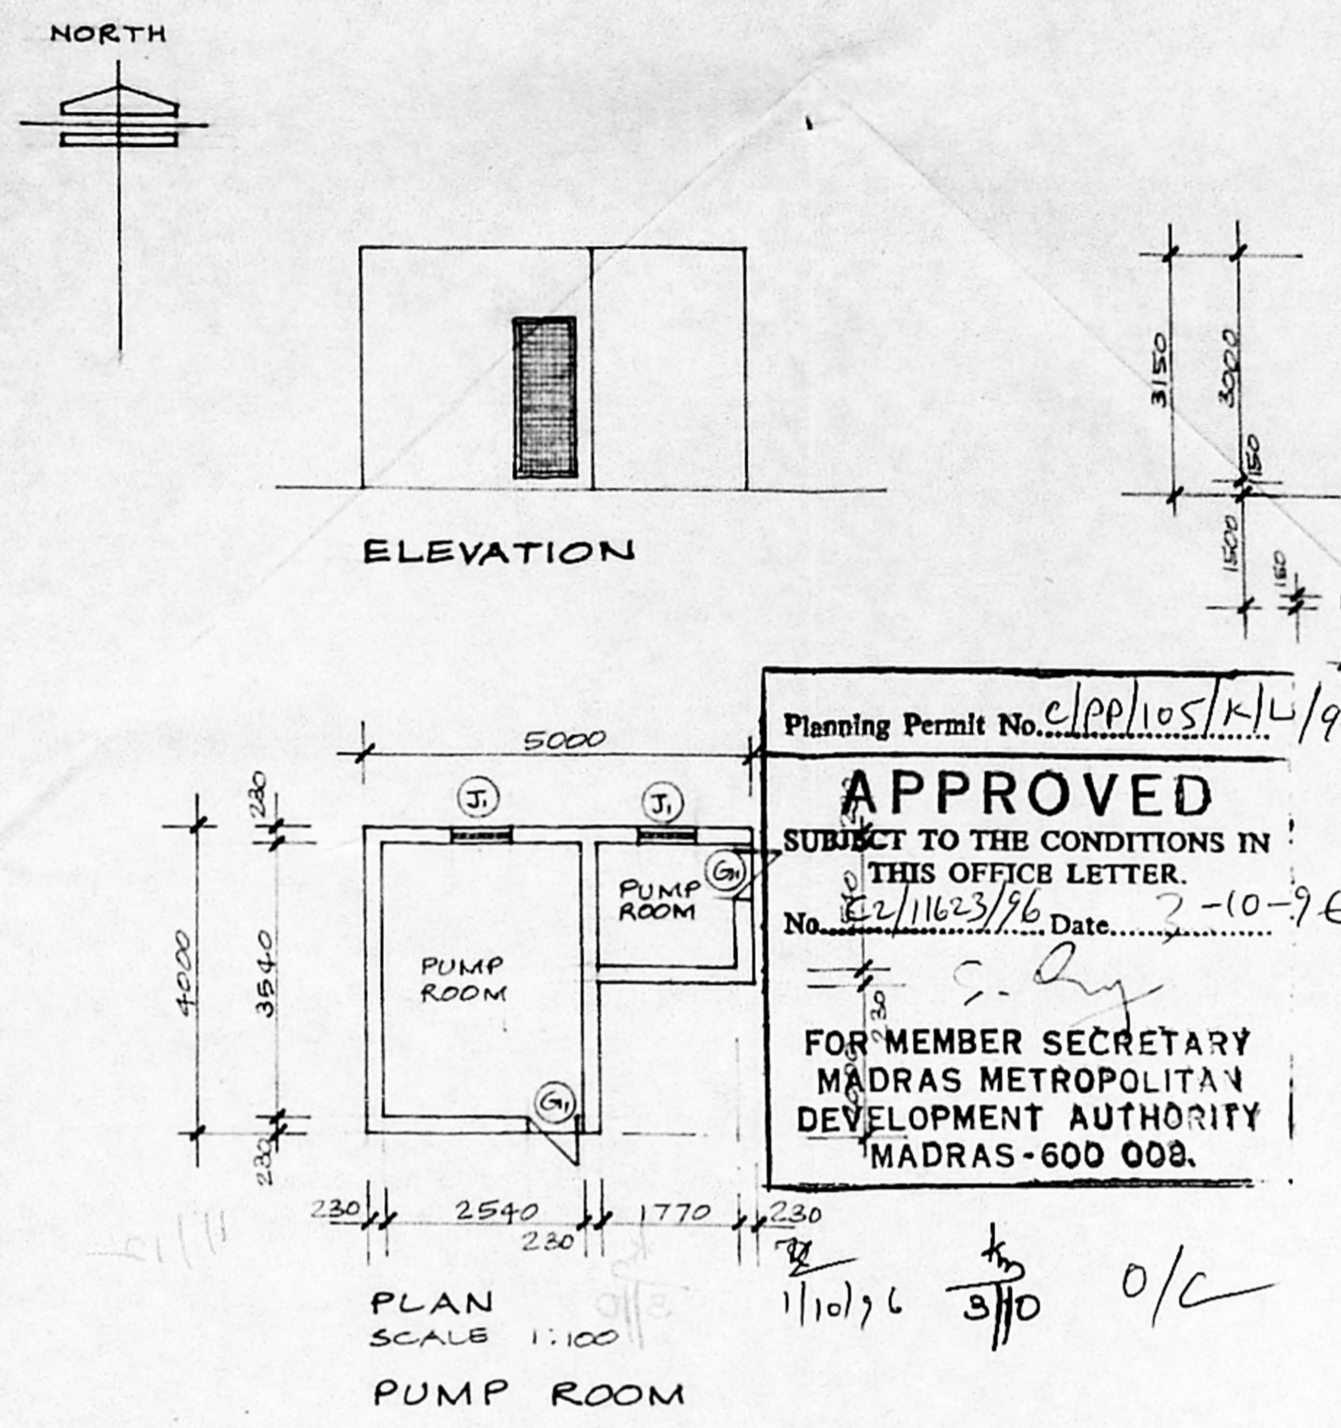 NORTH
3150
3000
150
1500
150
ELEVATION
5000
Planning Permit No. C/PP/105/K/L/9
APPROVED
SUBJECT TO THE CONDITIONS IN
THIS OFFICE LETTER.
No. C2/11623/96 Date 3-10-96
FOR MEMBER SECRETARY
MADRAS METROPOLITAN
DEVELOPMENT AUTHORITY
MADRAS-600 008.
230
J1
J1
G1
PUMP
ROOM
4000
3540
PUMP
ROOM
230
G1
230
230
2540
230
1770
230
1/10/96
3/10
O/C
PLAN
SCALE 1:100
PUMP ROOM